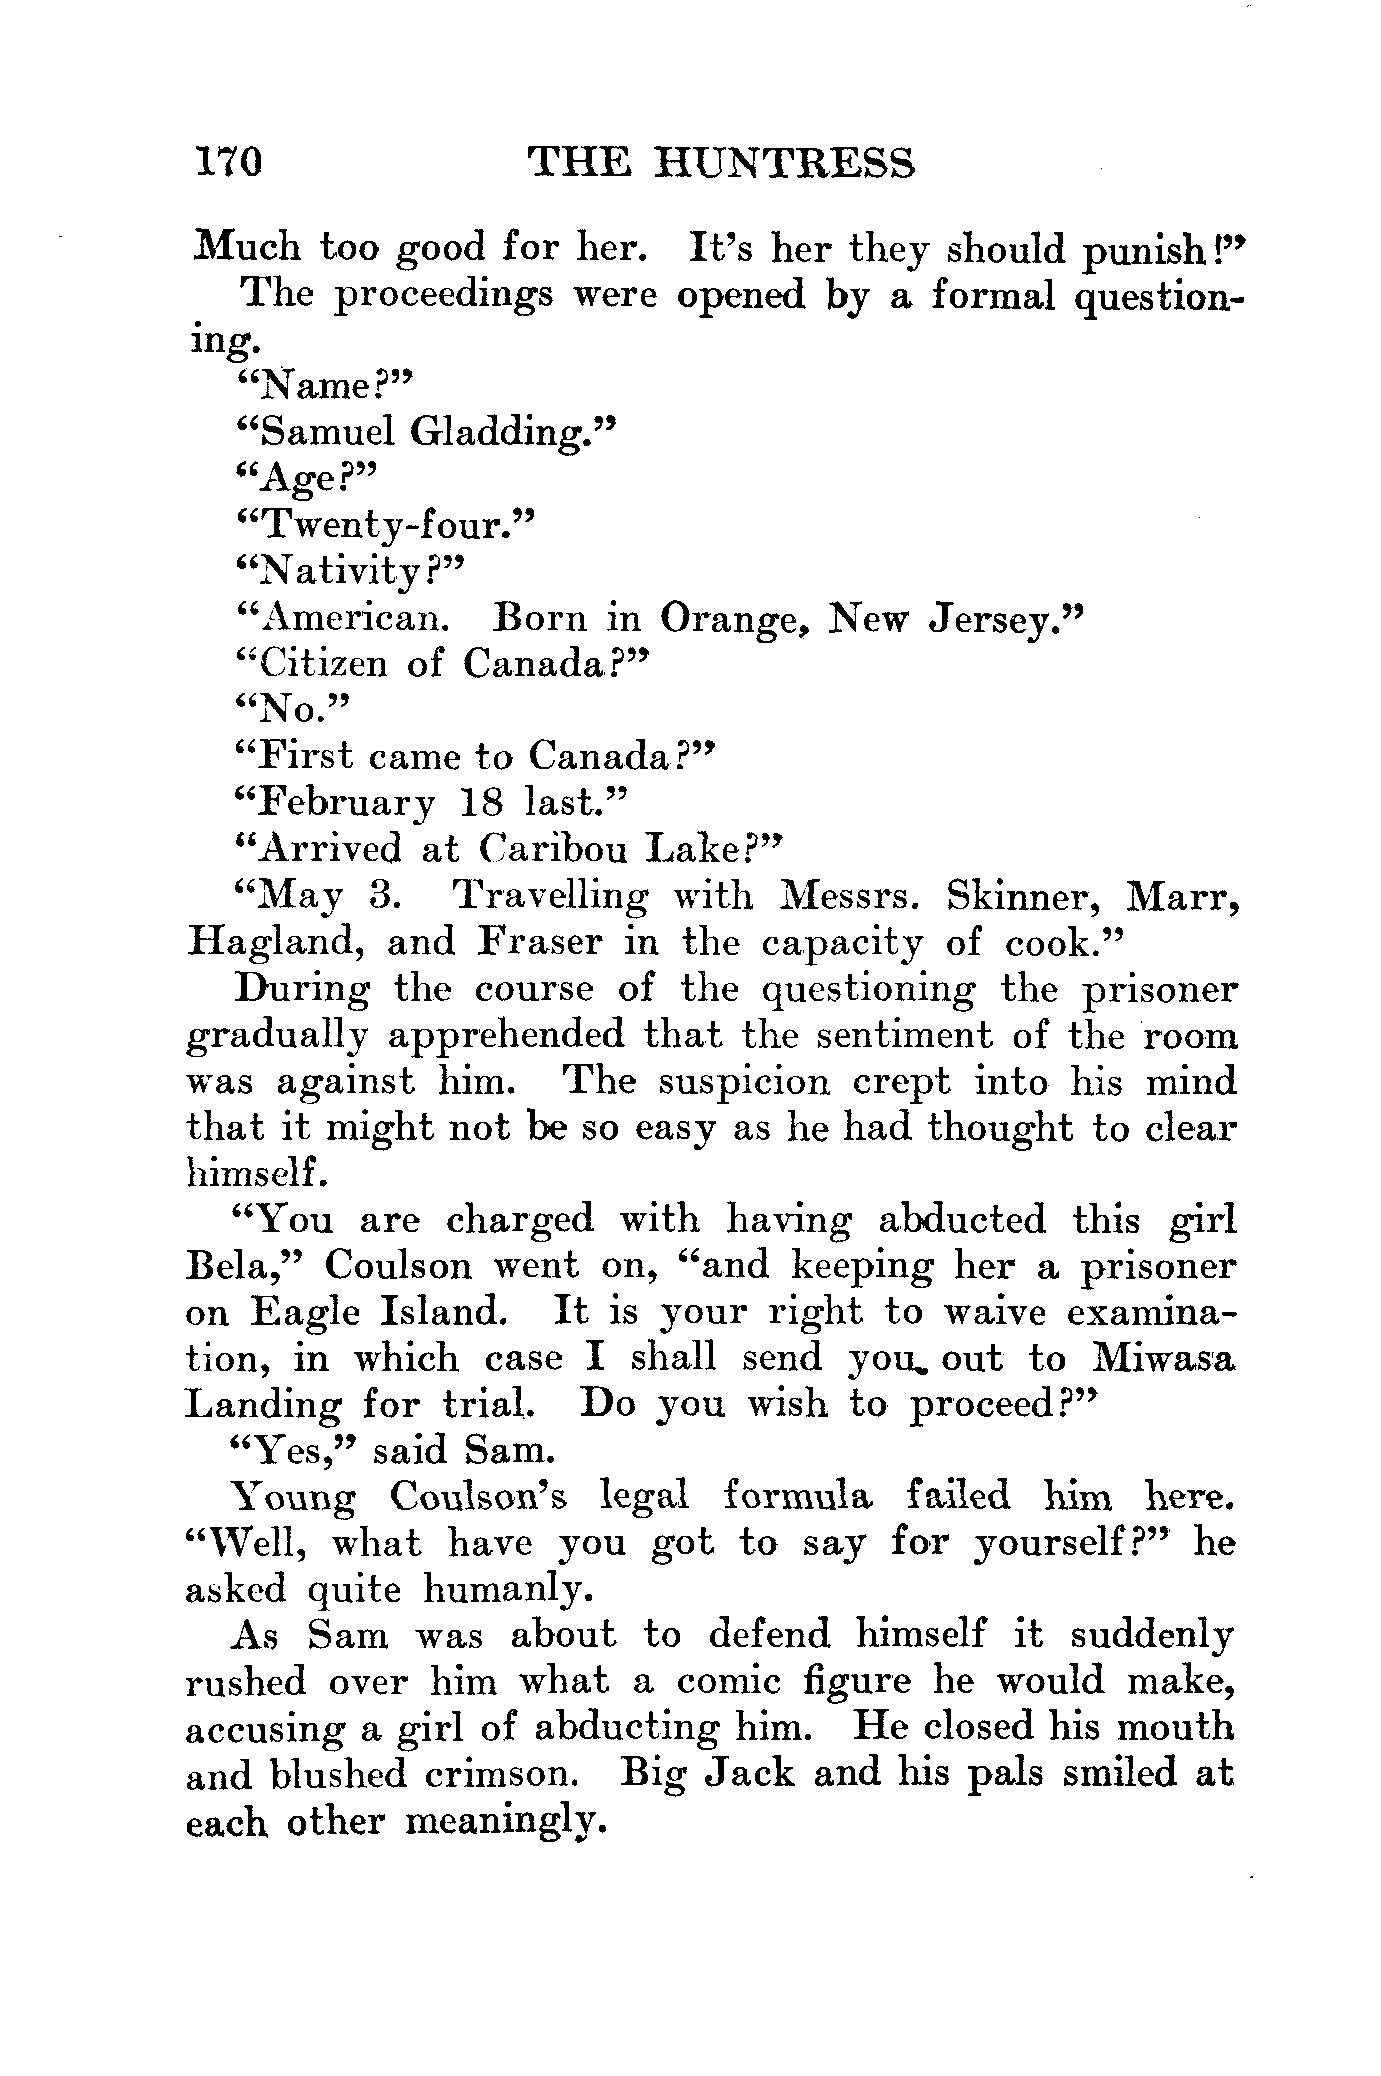 170 THE HUNTRESS
Much too good for her. It's her they should punish!"
The proceedings were opened by a formal question-
ing.
"Name?"
"Samuel Gladding."
"Age?"
"Twenty-four."
"Nativity?"
"American. Born in Orange, New Jersey."
"Citizen of Canada?"
"No."
"First came to Canada?"
"February 18 last."
"Arrived at Caribou Lake?"
"May 3. Travelling with Messrs. Skinner, Marr,
Hagland, and Fraser in the capacity of cook."
During the course of the questioning the prisoner
gradually apprehended that the sentiment of the room
was against him. The suspicion crept into his mind
that it might not be so easy as he had thought to clear
himself.
"You are charged with having abducted this girl
Bela," Coulson went on, "and keeping her a prisoner
on Eagle Island. It is your right to waive examina-
tion, in which case I shall send you out to Miwasa
Landing for trial. Do you wish to proceed?"
"Yes," said Sam.
Young Coulson's legal formula failed him here.
"Well, what have you got to say for yourself?" he
asked quite humanly.
As Sam was about to defend himself it suddenly
rushed over him what a comic figure he would make,
accusing a girl of abducting him. He closed his mouth
and blushed crimson. Big Jack and his pals smiled at
each other meaningly.